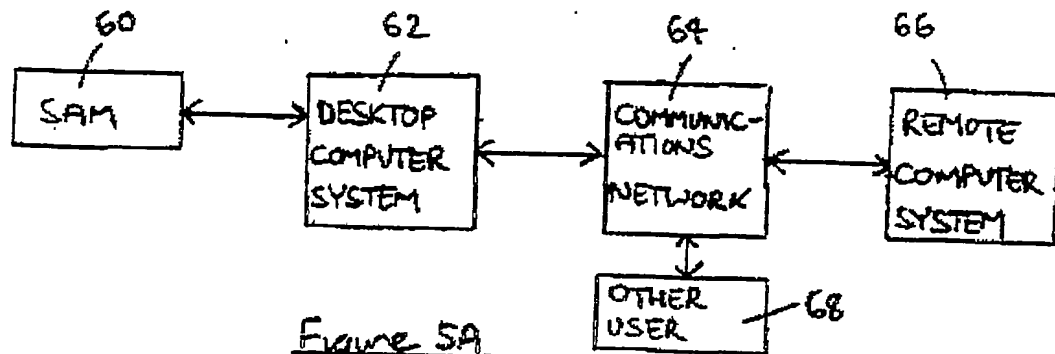 60
62
64
66
SAM
DESKTOP
COMPUTER
SYSTEM
COMMUNIC-
ATIONS
NETWORK
REMOTE
COMPUTER
SYSTEM
OTHER
USER
68
Figure 5A